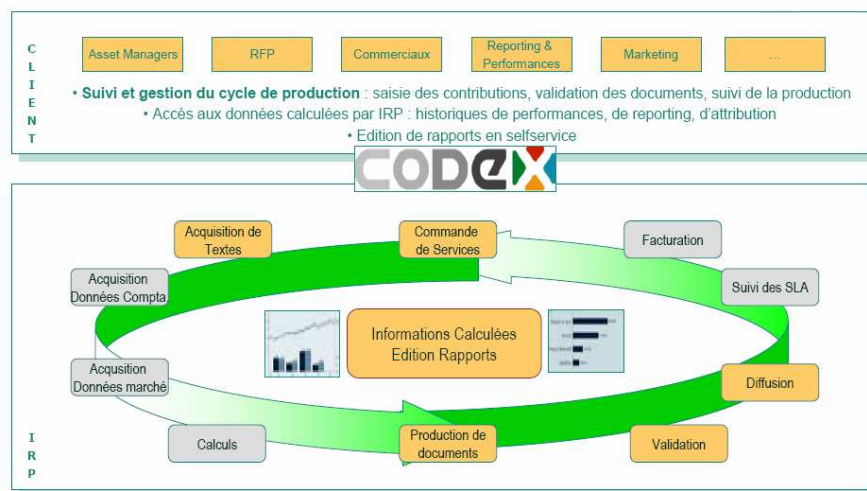 CLIENT
Asset Managers
RFP
Commerciaux
Reporting &
Performances
Marketing
...
• Suivi et gestion du cycle de production : saisie des contributions, validation des documents, suivi de la production
• Accès aux données calculées par IRP : historiques de performances, de reporting, d'attribution
• Edition de rapports en selfservice
CODEX
Acquisition de
Textes
Commande
de Services
Facturation
Acquisition
Données Compta.
Suivi des SLA
Informations Calculées
Edition Rapports
Acqusition
Données marché
Diffusion
Calculs
Production de
documents
Validation
IRP